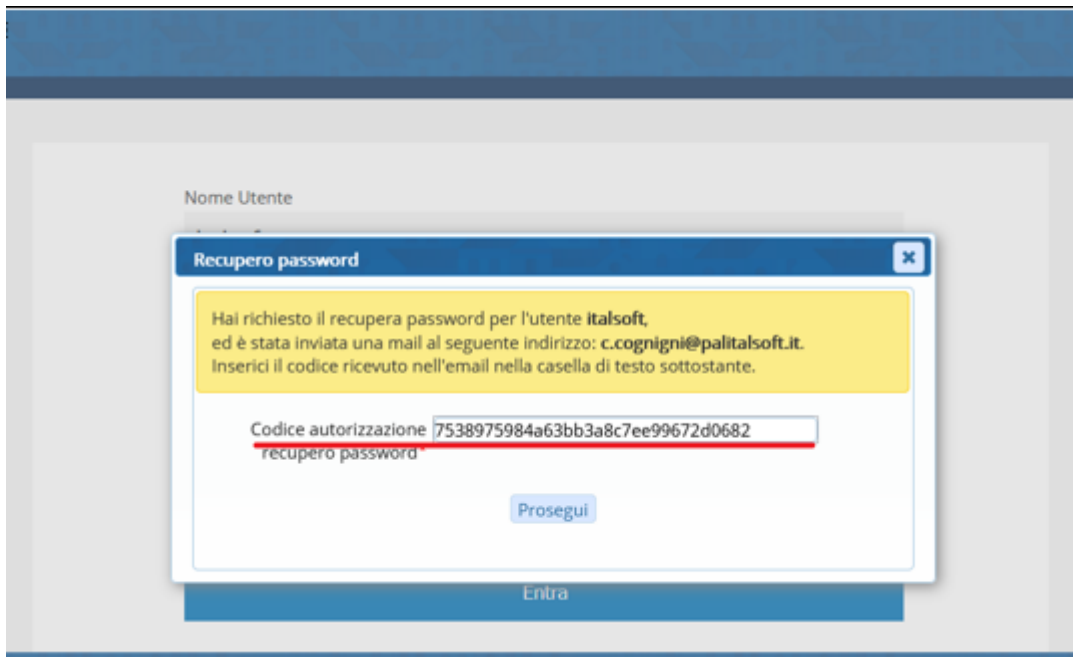 Nome Utente
Recupero password
Hai richiesto il recupera password per l'utente italsoft,
ed è stata inviata una mail al seguente indirizzo: c.cognigni@palitalsoft.it.
Inserici il codice ricevuto nell'email nella casella di testo sottostante.
Codice autorizzazione 7538975984a63bb3a8c7ee99672d0682
recupero password*
Prosegui
Entra